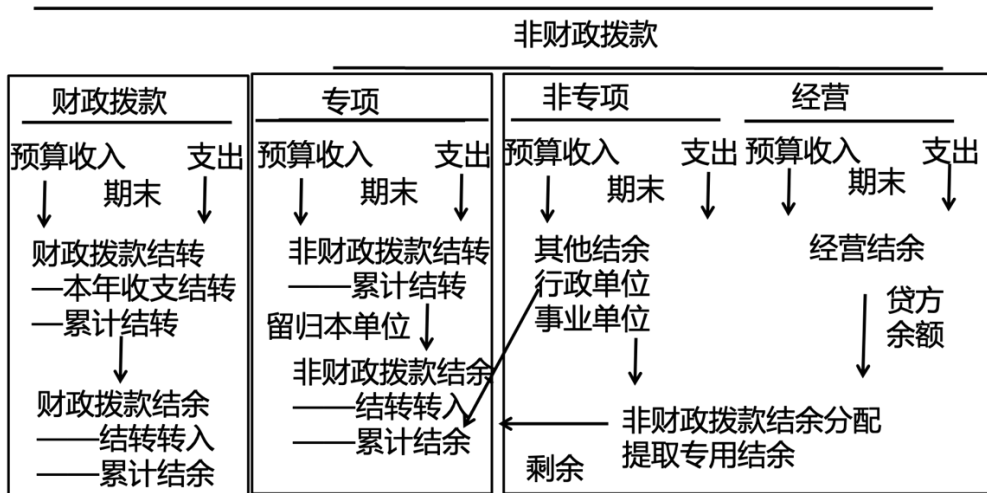 非财政拨款
财政拨款
预算收入 支出
期末
财政拨款结转
—本年收支结转
—累计结转
财政拨款结余
——结转转入
——累计结余
专项
预算收入 支出
期末
非财政拨款结转
——累计结转
留归本单位
非财政拨款结余
——结转转入
——累计结余
非专项
预算收入 支出
期末
其他结余
行政单位
事业单位
经营
预算收入 支出
期末
经营结余
贷方
余额
非财政拨款结余分配
提取专用结余
剩余